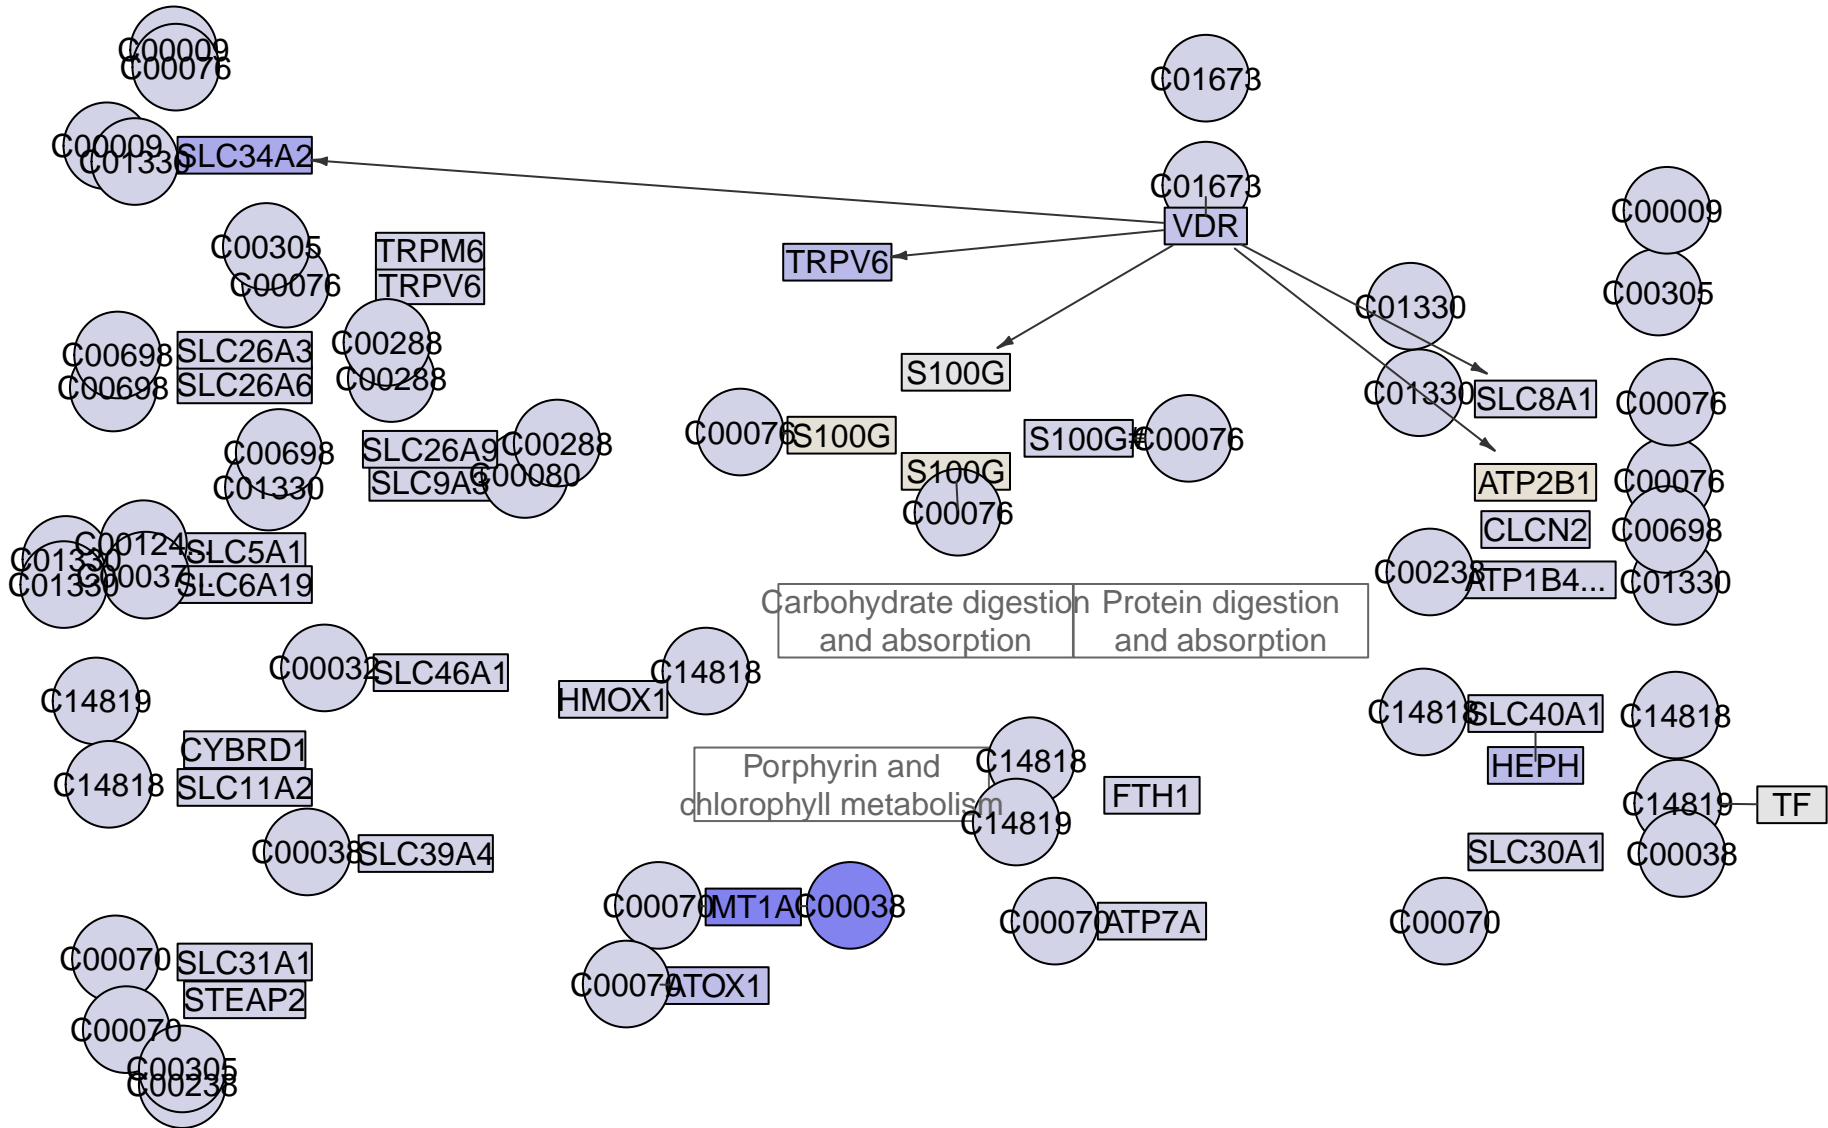 C00009
C00076
C01673
C00009
C01330
SLC34A2
C01673
VDR
C00009
C00305
C00076
TRPM6
TRPV6
TRPV6
C01330
C00305
C00698
C00698
SLC26A3
SLC26A6
C00288
C00288
S100G
C01330
SLC8A1
C00076
C00698
C01330
SLC26A9
SLC9A3
C00288
C00080
C00076
S100G
S100G
C00076
S100G#
C00076
ATP2B1
C00076
CLCN2
C00698
C01330
C01330
C00124...
C00037...
SLC5A1
SLC6A19
C00238
ATP1B4...
C01330
Carbohydrate digestion
and absorption
Protein digestion
and absorption
C00032
SLC46A1
HMOX1
C14818
C14819
C14818
CYBRD1
SLC11A2
C14818
SLC40A1
HEPH
C14818
Porphyrin and
chlorophyll metabolism
C14818
C14819
FTH1
C14819
TF
C00038
SLC39A4
SLC30A1
C00038
C00070
MT1A
C00038
C00070
ATP7A
C00070
C00070
SLC31A1
STEAP2
C00070
ATOX1
C00070
C00305
C00238